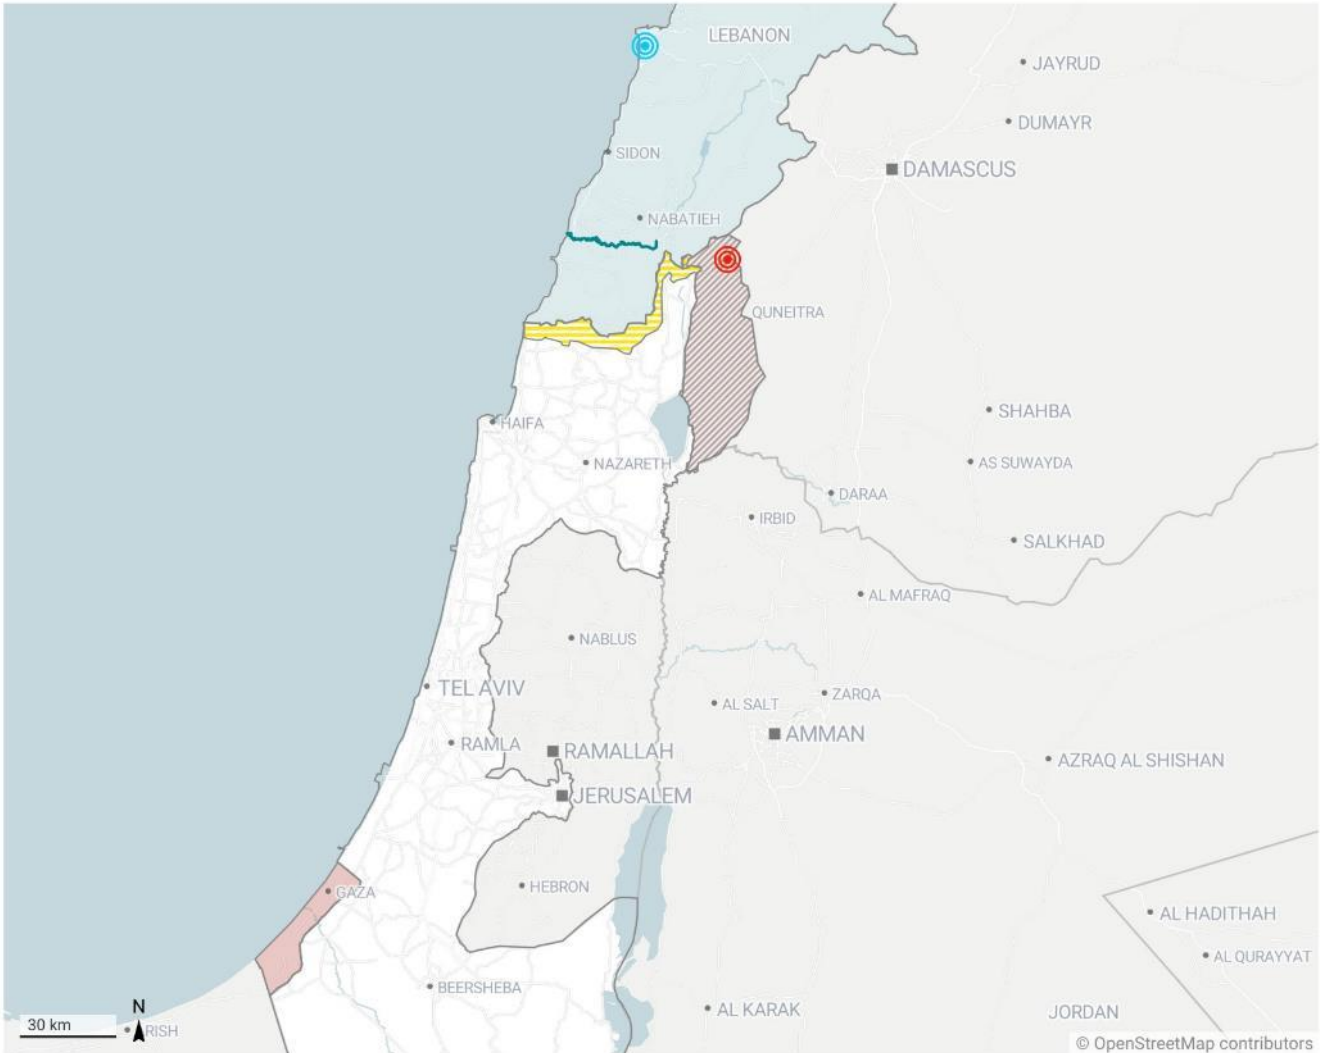 LEBANON
JAYRUD
DUMAYR
SIDON
DAMASCUS
NABATIEH
QUNEITRA
SHAHBA
HAIFA
NAZARETH
AS SUWAYDA
DARAA
IRBID
SALKHAD
AL MAFRAQ
NABLUS
TEL AVIV
ZARQA
AL SALT
AMMAN
RAMLA
RAMALLAH
AZRAQ AL SHISHAN
JERUSALEM
HEBRON
GAZA
AL HADITHAH
AL QURAYYAT
BEERSHEBA
AL KARAK
JORDAN
N
30 km
RISH
© OpenStreetMap contributors